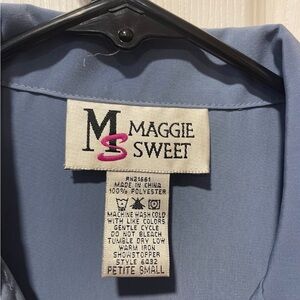 MS MAGGIE
SWEET
RN21661
MADE IN CHINA
100% POLYESTER
MACHINE WASH COLD
WITH LIKE COLORS
GENTLE CYCLE
DO NOT BLEACH
TUMBLE DRY LOW
WARM IRON
SHOWSTOPPER
STYLE 6492
PETITE SMALL